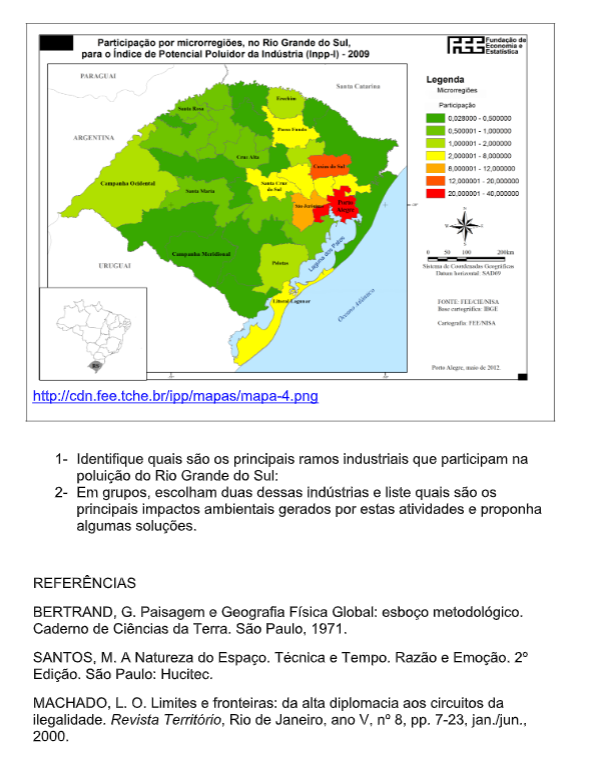 Participação por microrregiões, no Rio Grande do Sul,
para o Índice de Potencial Poluidor da Indústria (Inpp-I) - 2009
FEE Fundação de
Economia e
Estatística
PARAGUAI
Santa Catarina
ARGENTINA
URUGUAI
Erechim
Santa Rosa
Passo Fundo
Cruz Alta
Caxias do Sul
Campanha Ocidental
Santa Maria
Santa Cruz
do Sul
São Jerônimo
Porto
Alegre
Campanha Meridional
Pelotas
Laguna dos Patos
Litoral Lagunar
Oceano Atlântico
RS
Legenda
Microrregiões
Participação
0,028000 - 0,500000
0,500001 - 1,000000
1,000001 - 2,000000
2,000001 - 8,000000
8,000001 - 12,000000
12,000001 - 20,000000
20,000001 - 40,000000
0 50 100 200km
Sistema de Coordenadas Geográficas
Datum horizontal: SAD69
FONTE: FEE/CIE/NISA
Base cartográfica: IBGE
Cartografia: FEE/NISA
Porto Alegre, maio de 2012.
http://cdn.fee.tche.br/ipp/mapas/mapa-4.png
1- Identifique quais são os principais ramos industriais que participam na
poluição do Rio Grande do Sul:
2- Em grupos, escolham duas dessas indústrias e liste quais são os
principais impactos ambientais gerados por estas atividades e proponha
algumas soluções.
REFERÊNCIAS
BERTRAND, G. Paisagem e Geografia Física Global: esboço metodológico.
Caderno de Ciências da Terra. São Paulo, 1971.
SANTOS, M. A Natureza do Espaço. Técnica e Tempo. Razão e Emoção. 2º
Edição. São Paulo: Hucitec.
MACHADO, L. O. Limites e fronteiras: da alta diplomacia aos circuitos da
ilegalidade. Revista Território, Rio de Janeiro, ano V, nº 8, pp. 7-23, jan./jun.,
2000.